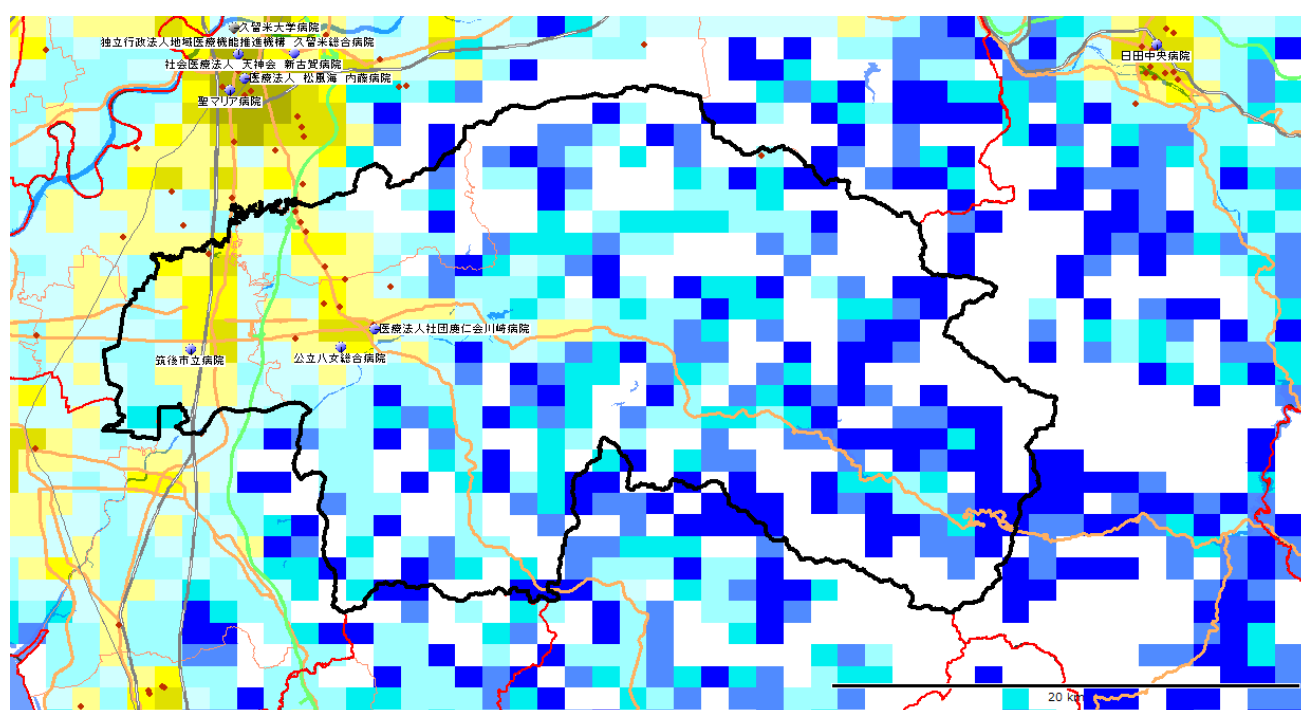 久留米大学病院
独立行政法人地域医療機能推進機構 久留米総合病院
社会医療法人 天神会 新古賀病院
医療法人 松風海 内藤病院
聖マリア病院
日田中央病院
医療法人社団慶仁会川崎病院
筑後市立病院
公立八女総合病院
20 km